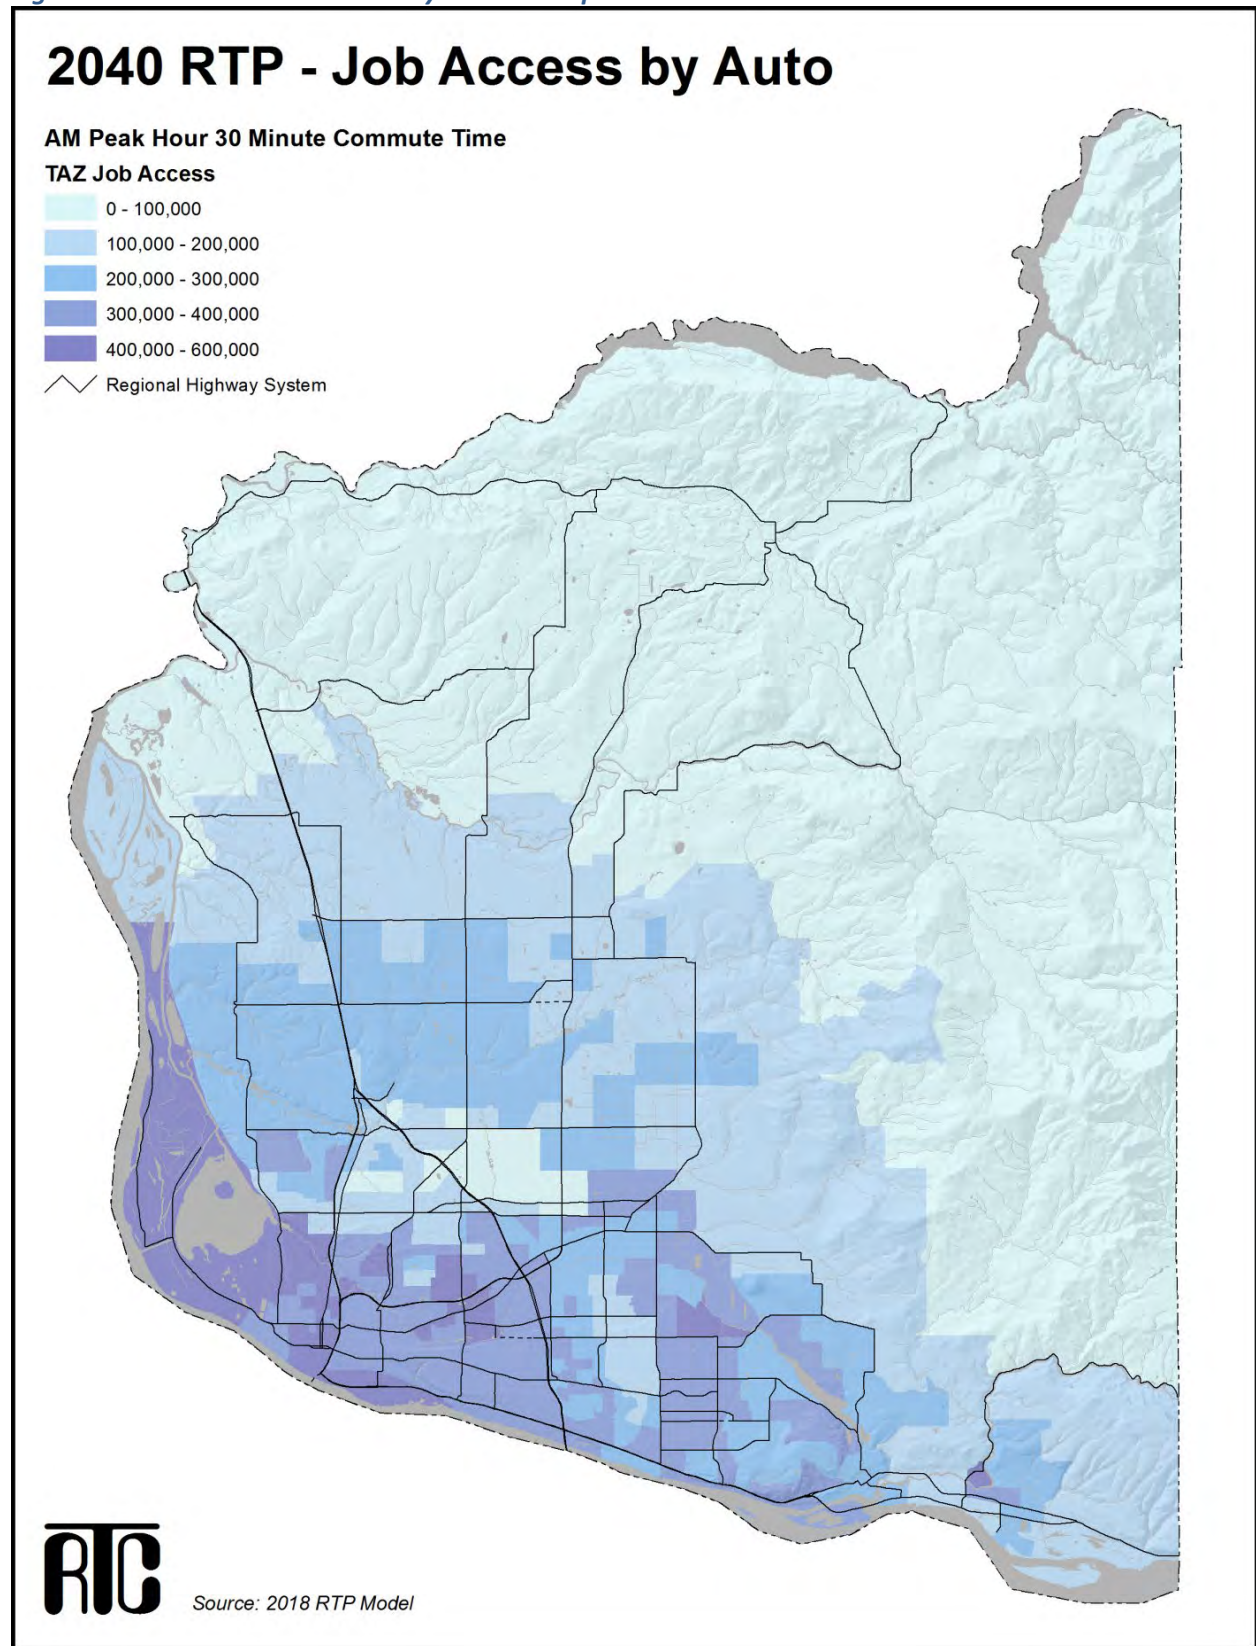 2040 RTP - Job Access by Auto
AM Peak Hour 30 Minute Commute Time
TAZ Job Access
0 - 100,000
100,000 - 200,000
200,000 - 300,000
300,000 - 400,000
400,000 - 600,000
Regional Highway System
RTC
Source: 2018 RTP Model